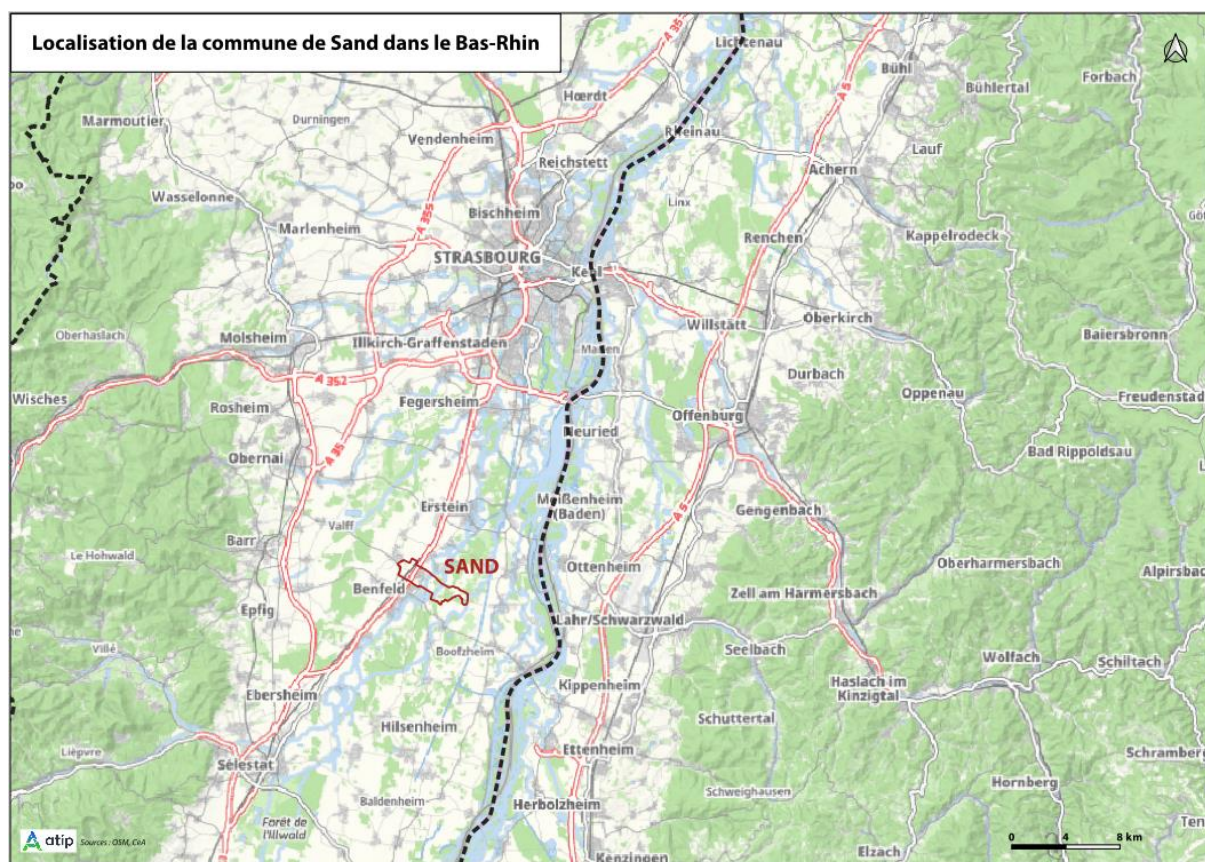 Localisation de la commune de Sand dans le Bas-Rhin
A 35
Lichtenau
Bühl
Forbach
Bühlertal
Hœrdt
Marmoutier
Durningen
Vendenheim
Rheinau
A 5
Lauf
Reichstett
Achern
Wasselonne
A 355
Linx
Bischheim
Marlenheim
Renchen
Kappelrodeck
STRASBOURG
Kehl
Willstätt
Oberkirch
Oberhaslach
Molsheim
Illkirch-Graffenstaden
Baiersbronn
Durbach
A 352
Wisches
Fegersheim
Oppenau
Freudenstadt
Rosheim
Offenburg
Neuried
Obernai
A 35
Bad Rippoldsau
Meißenheim
(Baden)
Erstein
Valff
A 5
Gengenbach
Barr
Le Hohwald
SAND
Ottenheim
Oberharmersbach
Benfeld
Zell am Harmersbach
Alpirsbach
Epfig
Lahr/Schwarzwald
Villé
Boofzheim
Seelbach
Wolfach
Schiltach
Ebersheim
Kippenheim
Haslach im
Kinzigtal
Hilsenheim
Schuttertal
Lièpvre
Ettenheim
Sélestat
Schramberg
Hornberg
Baldenheim
Schweighausen
Herbolzheim
Forêt de
l'Illwald
0 4 8 km
atip Sources : OSM, CeA
Kenzingen
Elzach